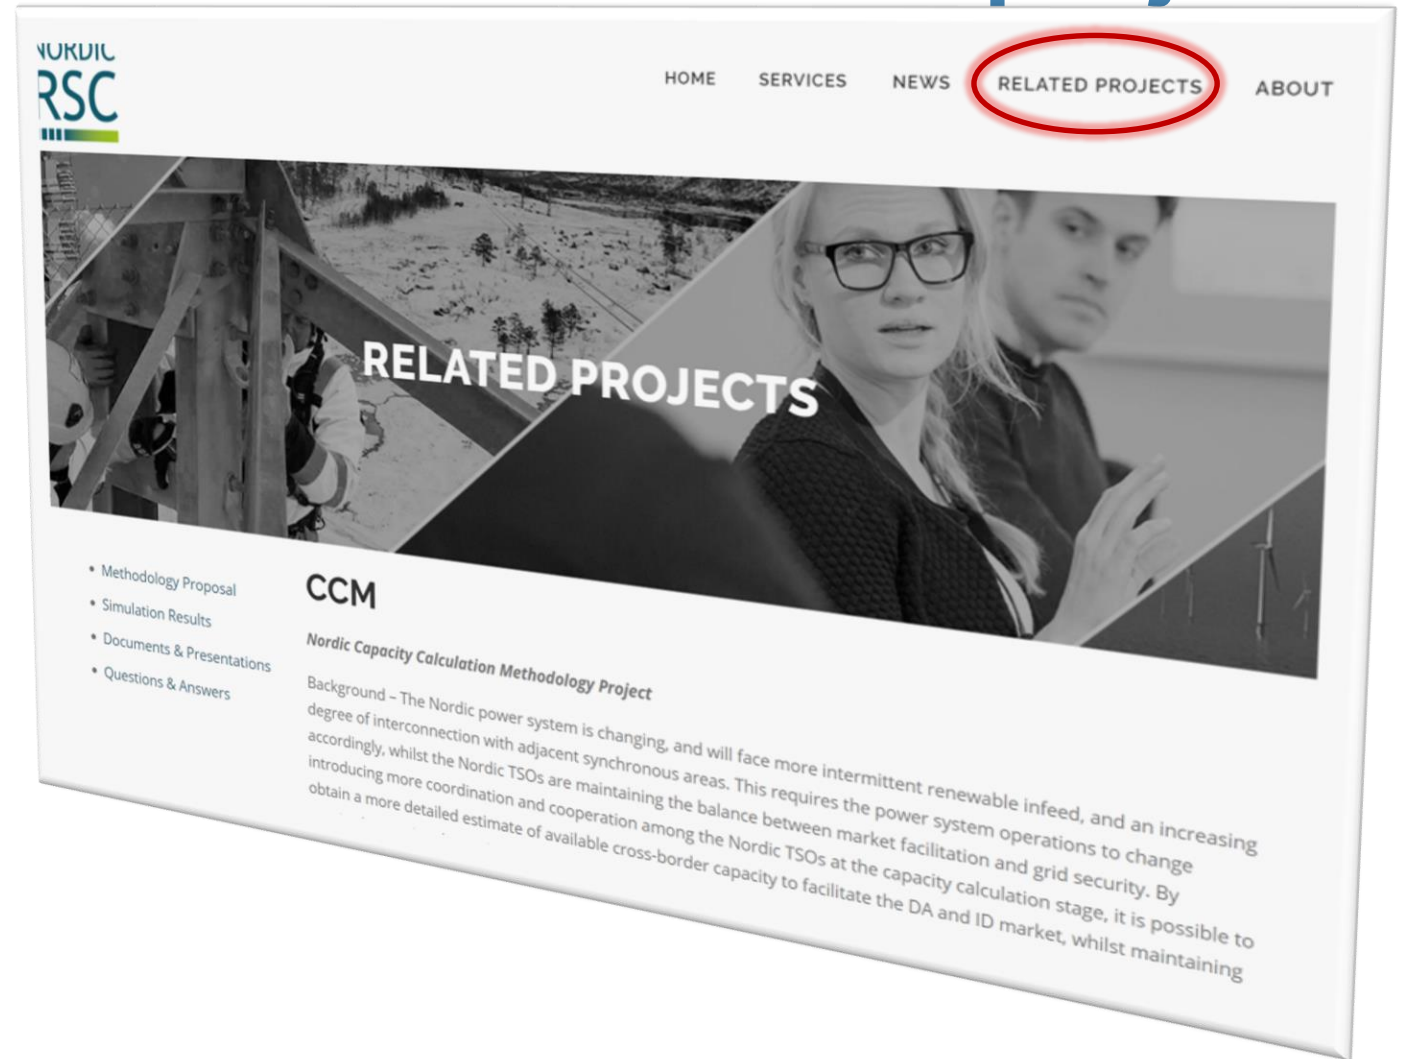 NORDIC
RSC
HOME SERVICES NEWS RELATED PROJECTS ABOUT
RELATED PROJECTS
• Methodology Proposal
• Simulation Results
• Documents & Presentations
• Questions & Answers
CCM
Nordic Capacity Calculation Methodology Project
Background – The Nordic power system is changing, and will face more intermittent renewable infeed, and an increasing
degree of interconnection with adjacent synchronous areas. This requires the power system operations to change
accordingly, whilst the Nordic TSOs are maintaining the balance between market facilitation and grid security. By
introducing more coordination and cooperation among the Nordic TSOs at the capacity calculation stage, it is possible to
obtain a more detailed estimate of available cross-border capacity to facilitate the DA and ID market, whilst maintaining